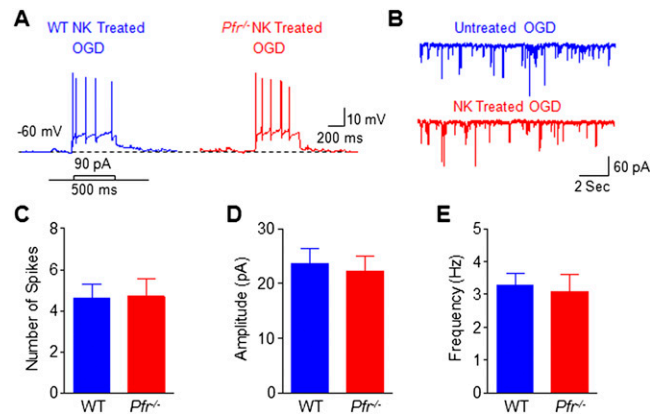 A
WT NK Treated
OGD
Pfr-/- NK Treated
OGD
-60 mV
10 mV
200 ms
90 pA
500 ms
B
Untreated OGD
NK Treated OGD
60 pA
2 Sec
C
Number of Spikes
8
6
4
2
0
WT
Pfr-/-
D
Amplitude (pA)
30
20
10
0
WT
Pfr-/-
E
Frequency (Hz)
5
4
3
2
1
0
WT
Pfr-/-